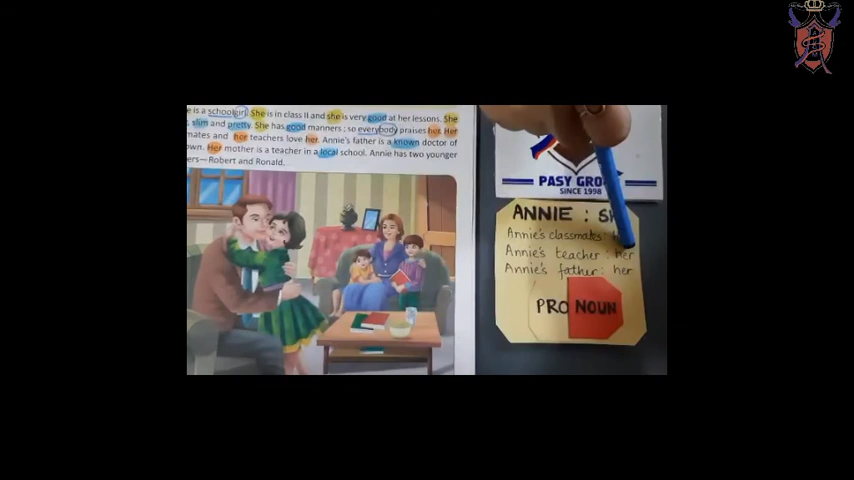 e is a schoolgirl. She is in class II and she is very good at her lessons. She
slim and pretty. She has good manners; so everybody praises her. Her
mates and her teachers love her. Annie's father is a known doctor of
own. Her mother is a teacher in a local school. Annie has two younger
ers—Robert and Ronald.
PASY GRO
SINCE 1998
ANNIE : S
Annie's classmates :
Annie's teacher : her
Annie's father : her
PRONOUN